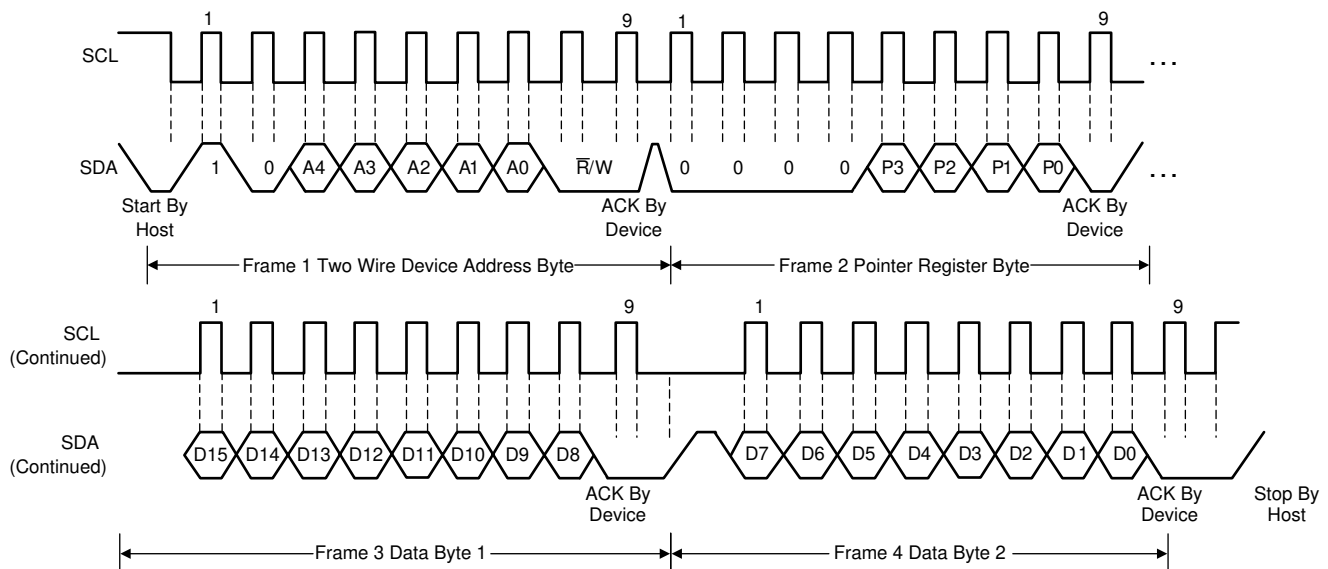 1 9 1 9
SCL ...
SDA 1 0 A4 A3 A2 A1 A0 R̅/W 0 0 0 0 P3 P2 P1 P0 ...
Start By
Host
ACK By
Device
ACK By
Device
Frame 1 Two Wire Device Address Byte
Frame 2 Pointer Register Byte
1 9 1 9
SCL
(Continued)
SDA
(Continued)
D15 D14 D13 D12 D11 D10 D9 D8 D7 D6 D5 D4 D3 D2 D1 D0
ACK By
Device
ACK By
Device
Stop By
Host
Frame 3 Data Byte 1
Frame 4 Data Byte 2